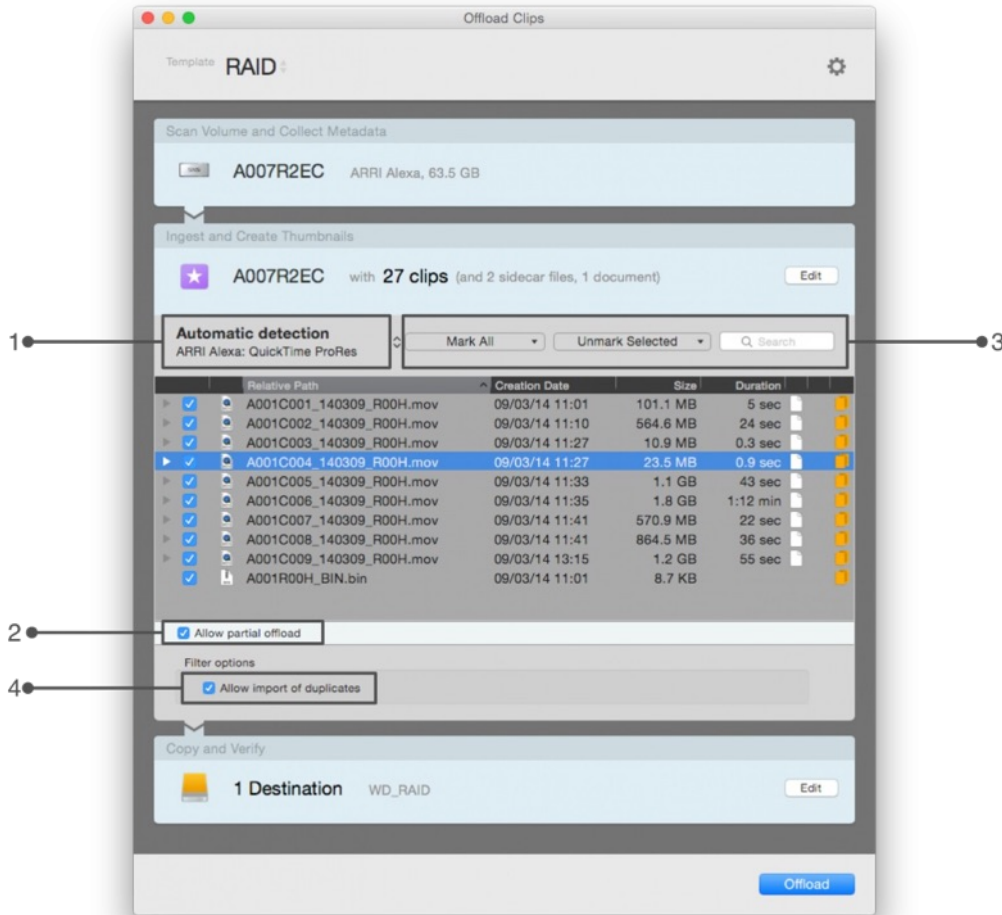 Offload Clips
Template RAID
Scan Volume and Collect Metadata
A007R2EC ARRI Alexa, 63.5 GB
Ingest and Create Thumbnails
A007R2EC with 27 clips (and 2 sidecar files, 1 document) Edit
1 Automatic detection Mark All Unmark Selected Search 3
ARRI Alexa: QuickTime ProRes
Relative Path Creation Date Size Duration
A001C001_140309_R00H.mov 09/03/14 11:01 101.1 MB 5 sec
A001C002_140309_R00H.mov 09/03/14 11:10 564.6 MB 24 sec
A001C003_140309_R00H.mov 09/03/14 11:27 10.9 MB 0.3 sec
A001C004_140309_R00H.mov 09/03/14 11:27 23.5 MB 0.9 sec
A001C005_140309_R00H.mov 09/03/14 11:33 1.1 GB 43 sec
A001C006_140309_R00H.mov 09/03/14 11:35 1.8 GB 1:12 min
A001C007_140309_R00H.mov 09/03/14 11:41 570.9 MB 22 sec
A001C008_140309_R00H.mov 09/03/14 11:41 864.5 MB 36 sec
A001C009_140309_R00H.mov 09/03/14 13:15 1.2 GB 55 sec
A001R00H_BIN.bin 09/03/14 11:01 8.7 KB
2 Allow partial offload
Filter options
4 Allow import of duplicates
Copy and Verify
1 Destination WD_RAID Edit
Offload